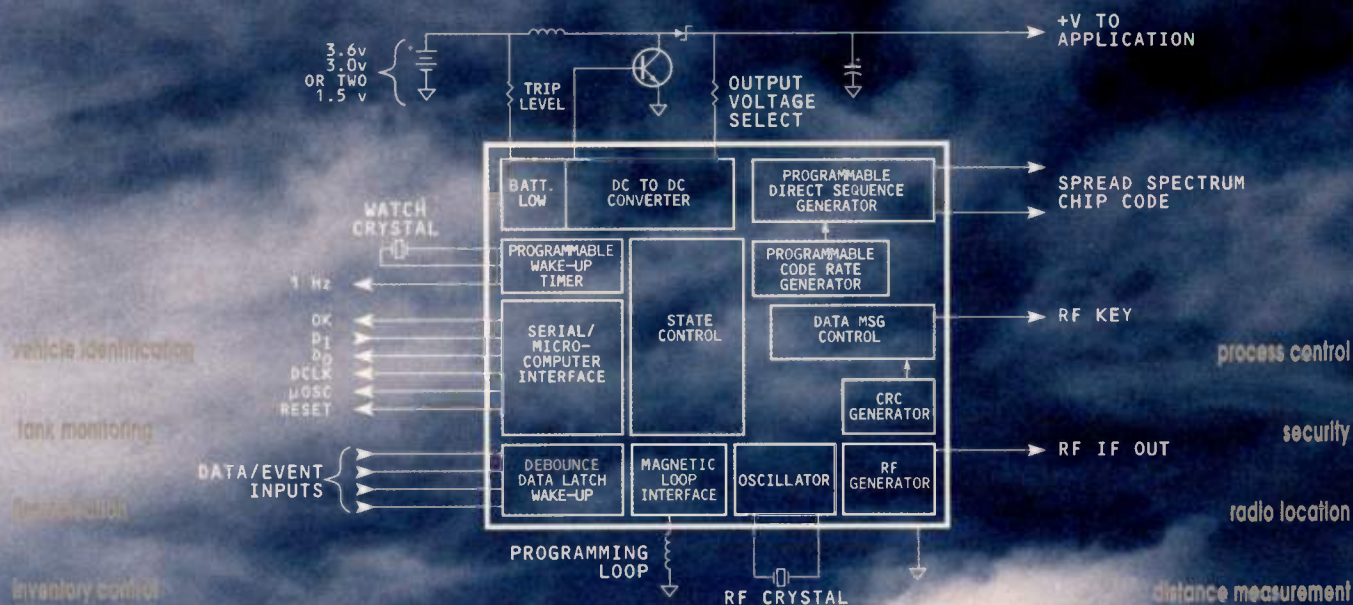 +V TO
APPLICATION
3.6v
3.0v
OR TWO
1.5 v
TRIP
LEVEL
OUTPUT
VOLTAGE
SELECT
BATT.
LOW
DC TO DC
CONVERTER
PROGRAMMABLE
DIRECT SEQUENCE
GENERATOR
SPREAD SPECTRUM
CHIP CODE
WATCH
CRYSTAL
PROGRAMMABLE
WAKE-UP
TIMER
PROGRAMMABLE
CODE RATE
GENERATOR
1 Hz
OK
DI
DO
DCLK
µOSC
RESET
SERIAL/
MICRO-
COMPUTER
INTERFACE
STATE
CONTROL
DATA MSG
CONTROL
RF KEY
vehicle identification
process control
CRC
GENERATOR
tank monitoring
security
DATA/EVENT
INPUTS
DEBOUNCE
DATA LATCH
WAKE-UP
MAGNETIC
LOOP
INTERFACE
OSCILLATOR
RF
GENERATOR
RF IF OUT
radio location
PROGRAMMING
LOOP
RF CRYSTAL
inventory control
distance measurement